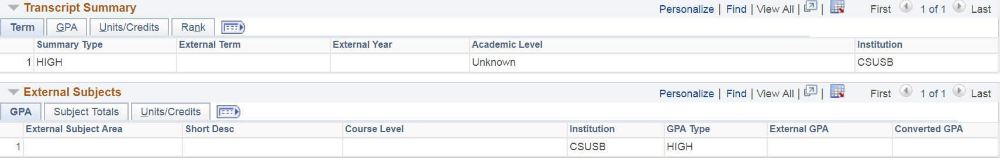 Transcript Summary Personalize | Find | View All | | First 1 of 1 Last
Term GPA Units/Credits Rank
Summary Type External Term External Year Academic Level Institution
1 HIGH Unknown CSUSB
External Subjects Personalize | Find | View All | | First 1 of 1 Last
GPA Subject Totals Units/Credits
External Subject Area Short Desc Course Level Institution GPA Type External GPA Converted GPA
1 CSUSB HIGH